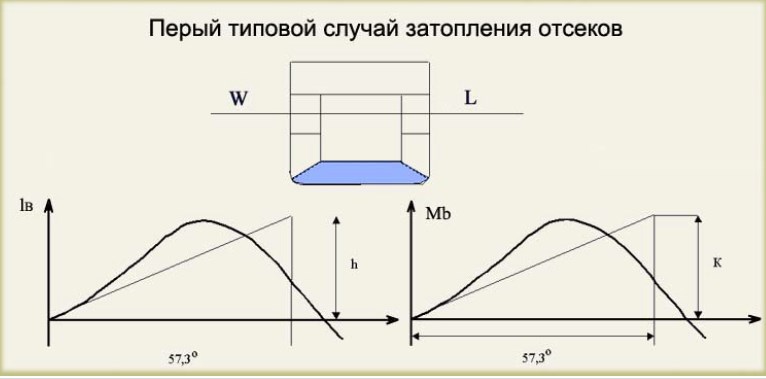 Перый типовой случай затопления отсеков
W L
lв
h
57,3°
Mb
К
57,3°